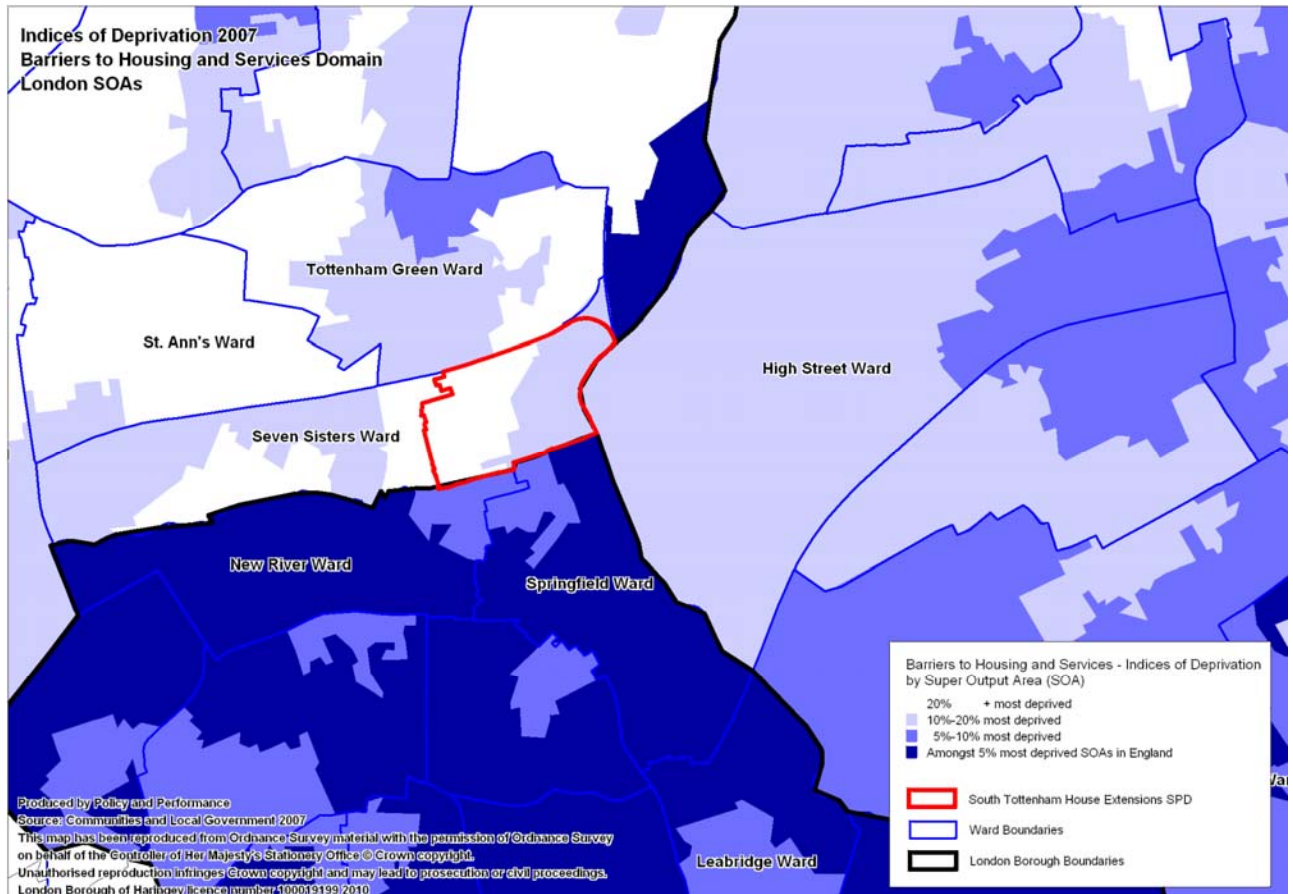 Indices of Deprivation 2007
Barriers to Housing and Services Domain
London SOAs
Tottenham Green Ward
St. Ann's Ward
High Street Ward
Seven Sisters Ward
New River Ward
Springfield Ward
Leabridge Ward
Barriers to Housing and Services - Indices of Deprivation
by Super Output Area (SOA)
20% + most deprived
10%-20% most deprived
5%-10% most deprived
Amongst 5% most deprived SOAs in England
South Tottenham House Extensions SPD
Ward Boundaries
London Borough Boundaries
Produced by Policy and Performance
Source: Communities and Local Government 2007
This map has been reproduced from Ordnance Survey material with the permission of Ordnance Survey
on behalf of the Controller of Her Majesty's Stationery Office © Crown copyright.
Unauthorised reproduction infringes Crown copyright and may lead to prosecution or civil proceedings.
London Borough of Haringey licence number 100019199 2010